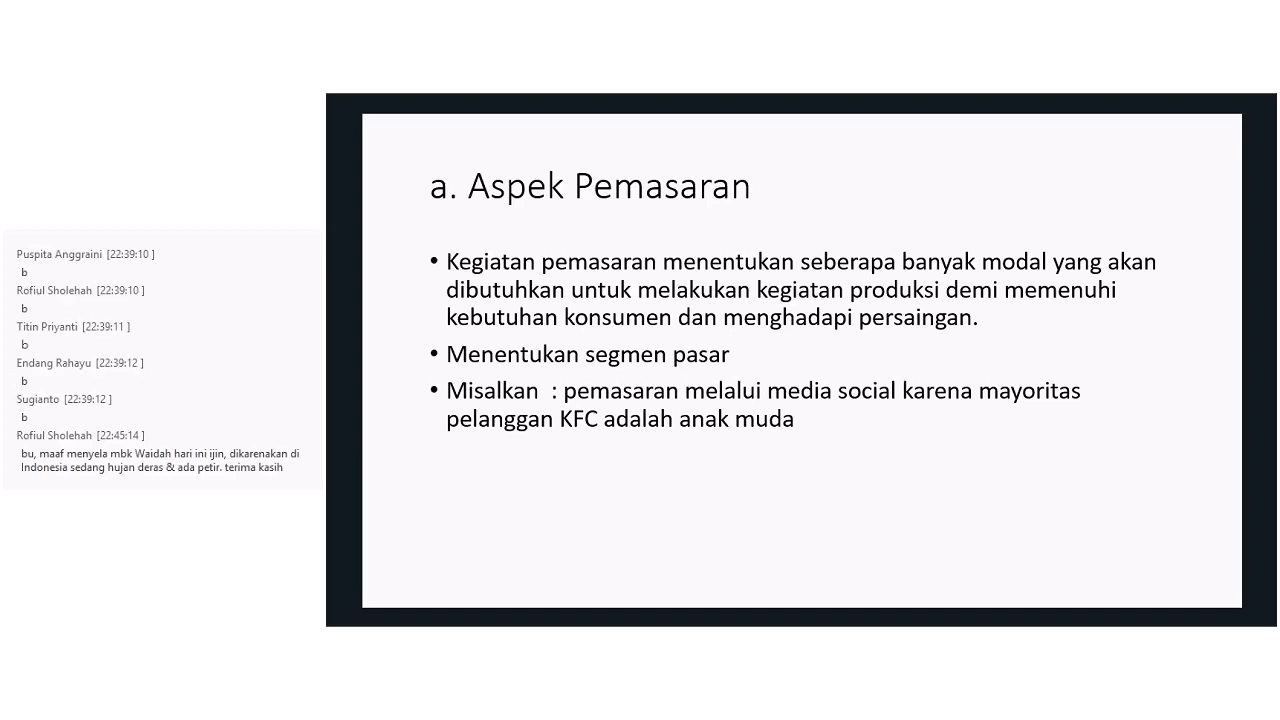 Puspita Anggraini [22:39:10 ]
b
Rofiul Sholehah [22:39:10 ]
b
Titin Priyanti [22:39:11 ]
b
Endang Rahayu [22:39:12 ]
b
Sugianto [22:39:12 ]
b
Rofiul Sholehah [22:45:14 ]
bu, maaf menyela mbk Waidah hari ini ijin, dikarenakan di
Indonesia sedang hujan deras & ada petir. terima kasih
a. Aspek Pemasaran
• Kegiatan pemasaran menentukan seberapa banyak modal yang akan
dibutuhkan untuk melakukan kegiatan produksi demi memenuhi
kebutuhan konsumen dan menghadapi persaingan.
• Menentukan segmen pasar
• Misalkan : pemasaran melalui media social karena mayoritas
pelanggan KFC adalah anak muda